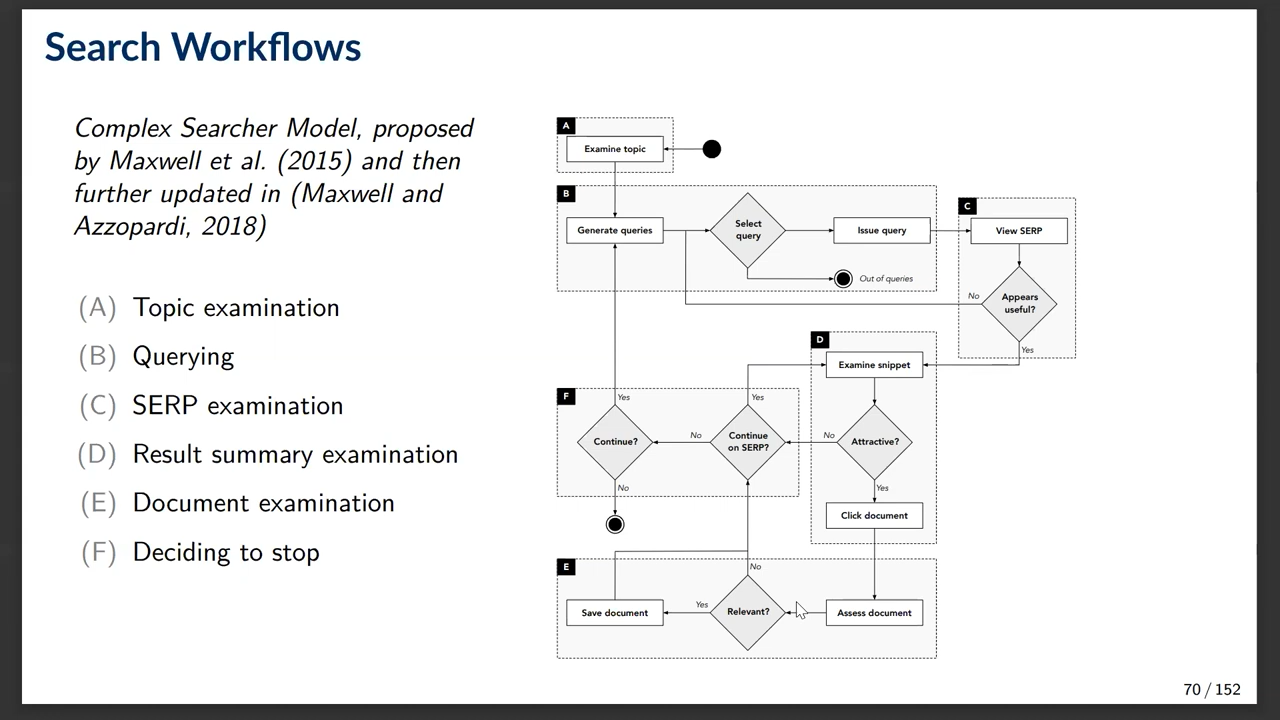 Search Workflows
Complex Searcher Model, proposed
by Maxwell et al. (2015) and then
further updated in (Maxwell and
Azzopardi, 2018)
(A) Topic examination
(B) Querying
(C) SERP examination
(D) Result summary examination
(E) Document examination
(F) Deciding to stop
A
Examine topic
B
Generate queries
Select
query
Issue query
Out of queries
C
View SERP
Appears
useful?
No
Yes
D
Examine snippet
Attractive?
No
Yes
Click document
F
Yes
Continue?
No
No
Yes
Continue
on SERP?
E
No
Save document
Yes
Relevant?
Assess document
70 / 152